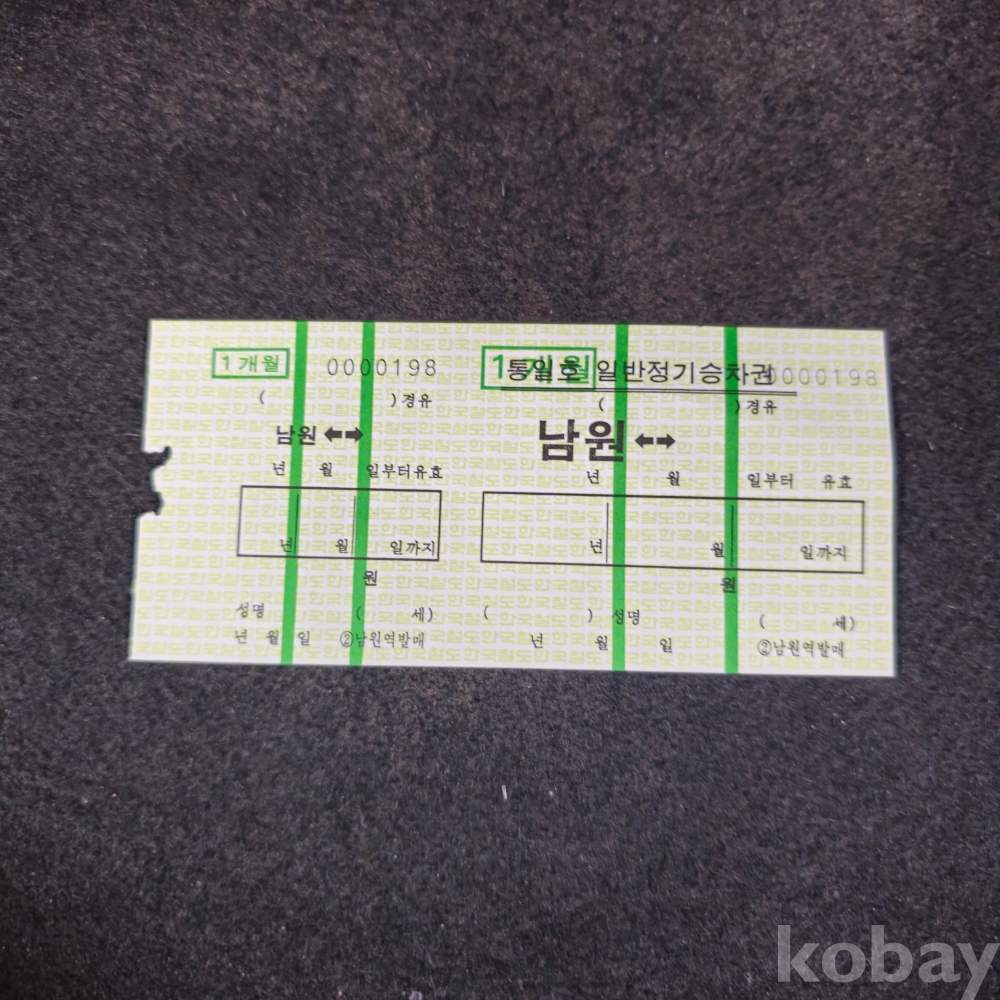 1개월 0000198
( )경유
남원 ↔
년 월 일부터유효
년 월 일까지
원
성명 ( 세)
년 월 일 ②남원역발매
1개월 통일호 일반정기승차권 0000198
( )경유
남원 ↔
년 월 일부터 유효
년 월 일까지
원
( ) 성명 ( 세)
년 월 일 ②남원역발매
한국철도
kobay